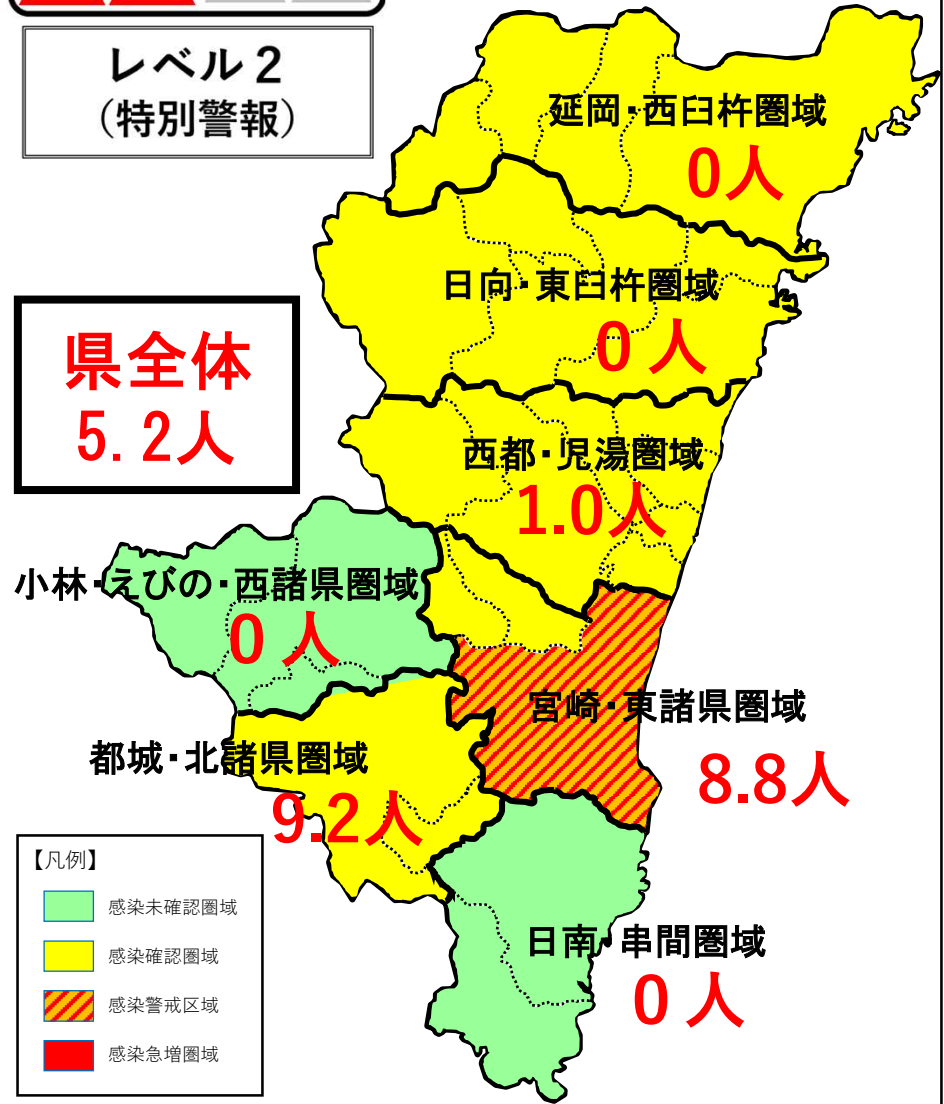 レベル２
（特別警報）
延岡・西臼杵圏域
0人
日向・東臼杵圏域
0 人
県全体
5.2人
西都・児湯圏域
1.0人
小林・えびの・西諸県圏域
0 人
宮崎・東諸県圏域
8.8人
都城・北諸県圏域
9.2人
日南・串間圏域
0 人
【凡例】
感染未確認圏域
感染確認圏域
感染警戒区域
感染急増圏域